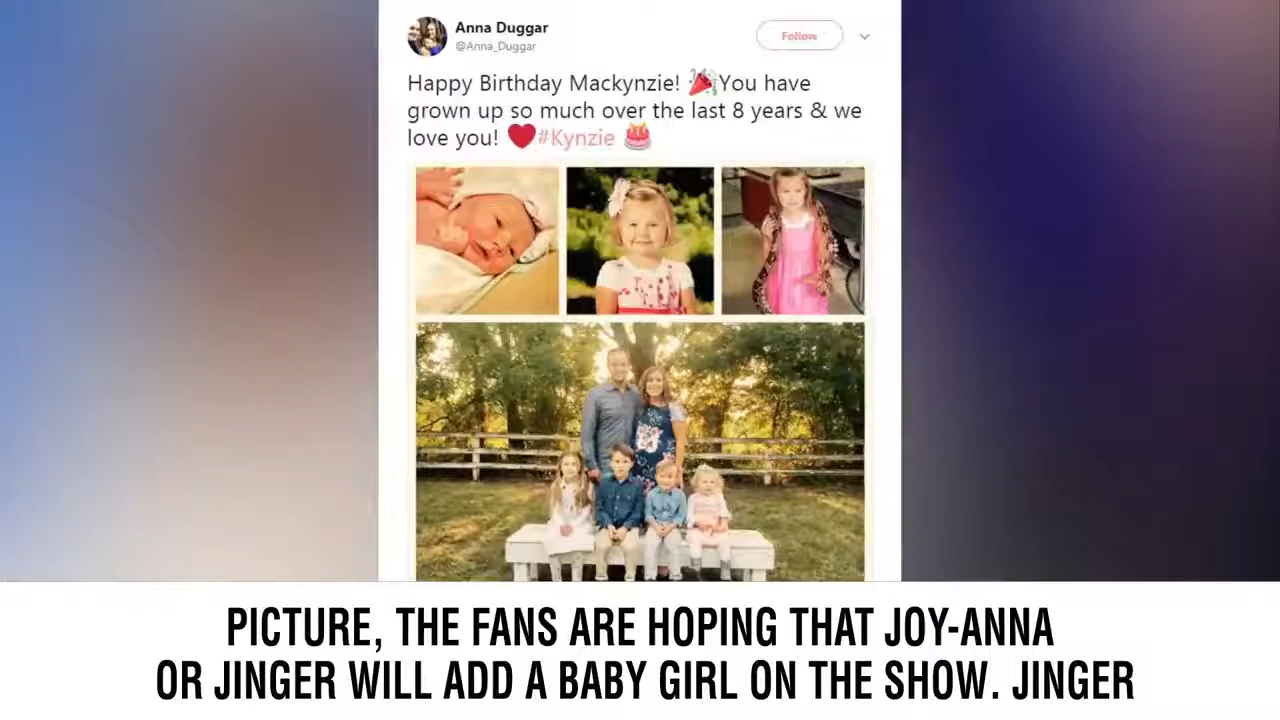 Anna Duggar
@Anna_Duggar
Follow
Happy Birthday Mackynzie! 🎉You have
grown up so much over the last 8 years & we
love you! ❤️#Kynzie 🎂
PICTURE, THE FANS ARE HOPING THAT JOY-ANNA
OR JINGER WILL ADD A BABY GIRL ON THE SHOW. JINGER